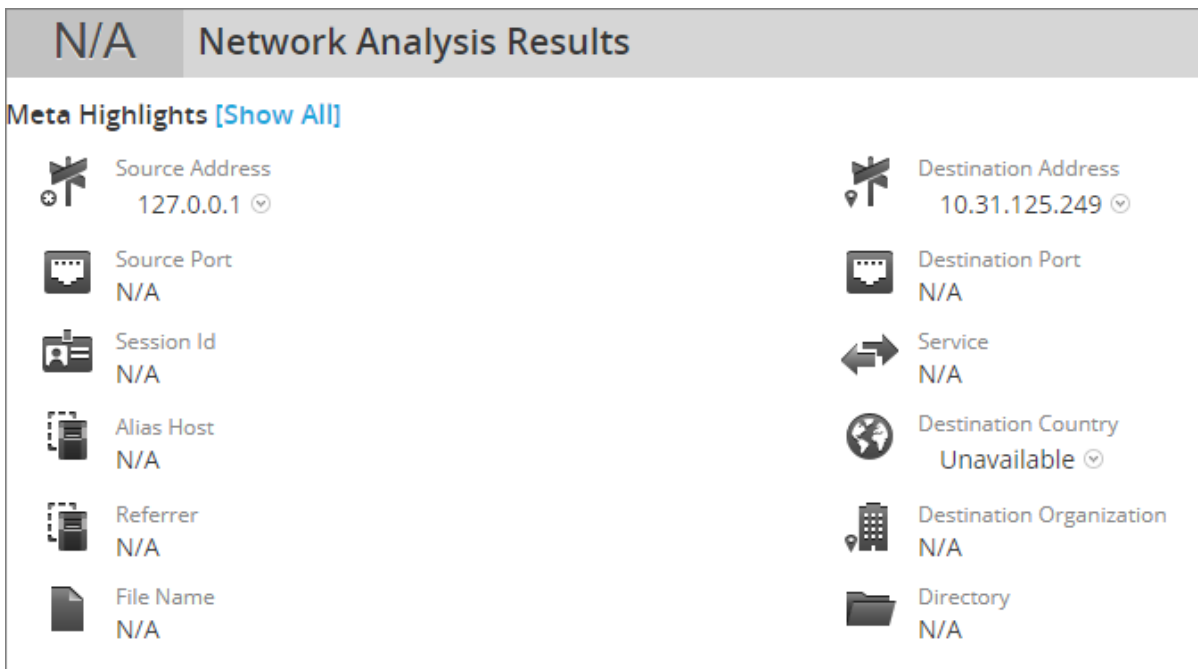 N/A Network Analysis Results
Meta Highlights [Show All]
Source Address
127.0.0.1
Destination Address
10.31.125.249
Source Port
N/A
Destination Port
N/A
Session Id
N/A
Service
N/A
Alias Host
N/A
Destination Country
Unavailable
Referrer
N/A
Destination Organization
N/A
File Name
N/A
Directory
N/A